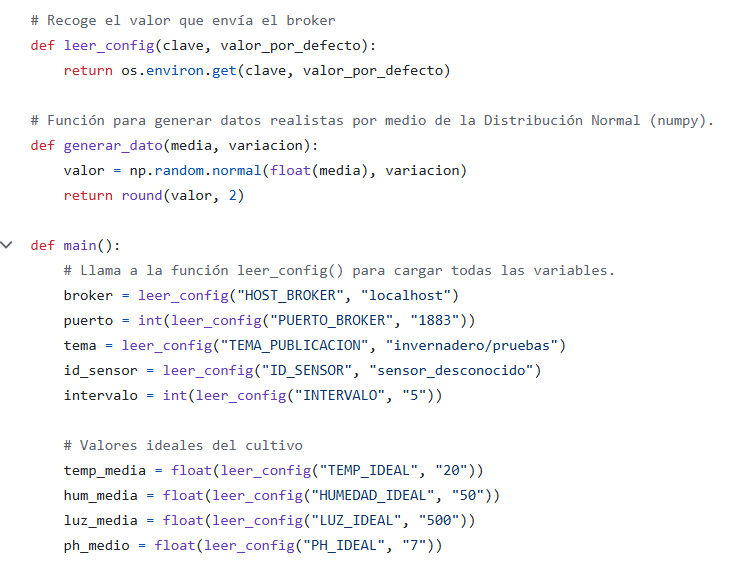 # Recoge el valor que envía el broker
def leer_config(clave, valor_por_defecto):
    return os.environ.get(clave, valor_por_defecto)

# Función para generar datos realistas por medio de la Distribución Normal (numpy).
def generar_dato(media, variacion):
    valor = np.random.normal(float(media), variacion)
    return round(valor, 2)

def main():
    # Llama a la función leer_config() para cargar todas las variables.
    broker = leer_config("HOST_BROKER", "localhost")
    puerto = int(leer_config("PUERTO_BROKER", "1883"))
    tema = leer_config("TEMA_PUBLICACION", "invernadero/pruebas")
    id_sensor = leer_config("ID_SENSOR", "sensor_desconocido")
    intervalo = int(leer_config("INTERVALO", "5"))

    # Valores ideales del cultivo
    temp_media = float(leer_config("TEMP_IDEAL", "20"))
    hum_media = float(leer_config("HUMEDAD_IDEAL", "50"))
    luz_media = float(leer_config("LUZ_IDEAL", "500"))
    ph_medio = float(leer_config("PH_IDEAL", "7"))